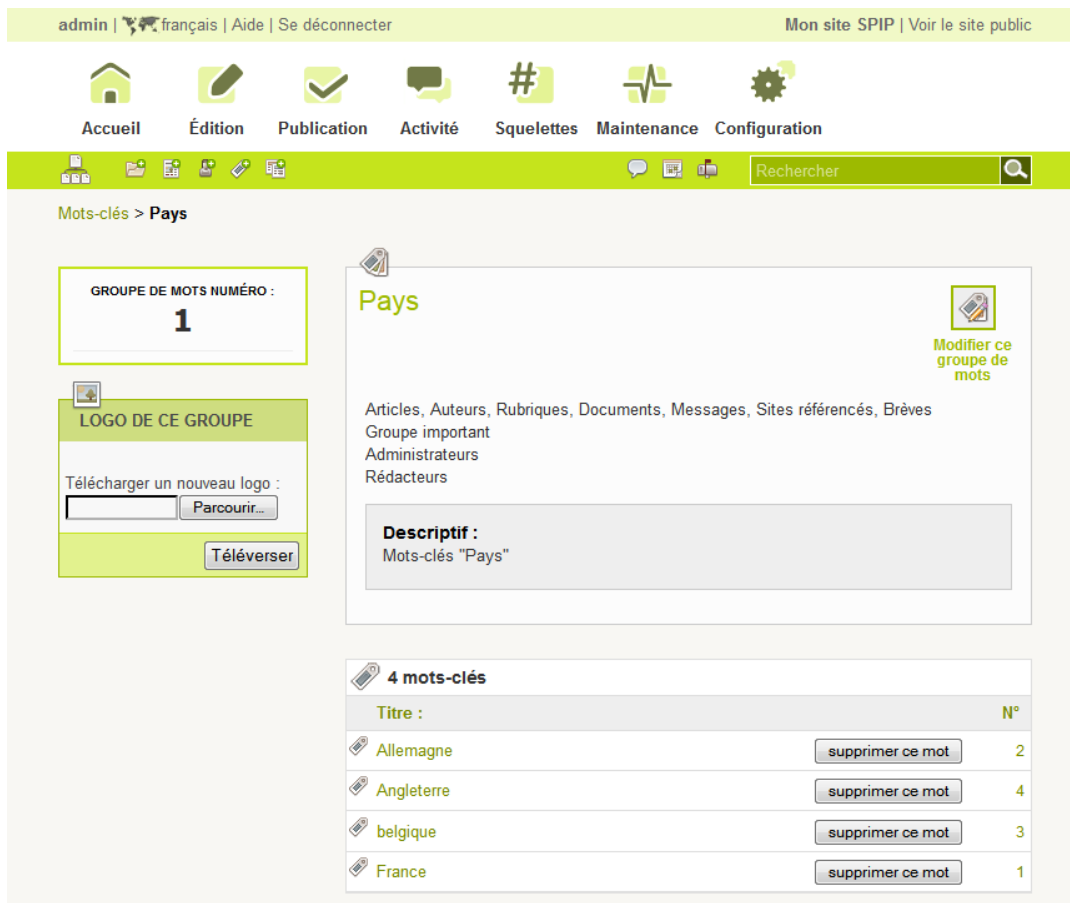 admin | français | Aide | Se déconnecter
Mon site SPIP | Voir le site public
Accueil Édition Publication Activité Squelettes Maintenance Configuration
Rechercher
Mots-clés > Pays
GROUPE DE MOTS NUMÉRO :
1
LOGO DE CE GROUPE
Télécharger un nouveau logo :
Parcourir...
Téléverser
Pays
Modifier ce
groupe de
mots
Articles, Auteurs, Rubriques, Documents, Messages, Sites référencés, Brèves
Groupe important
Administrateurs
Rédacteurs
Descriptif :
Mots-clés "Pays"
4 mots-clés
Titre : N°
Allemagne supprimer ce mot 2
Angleterre supprimer ce mot 4
belgique supprimer ce mot 3
France supprimer ce mot 1